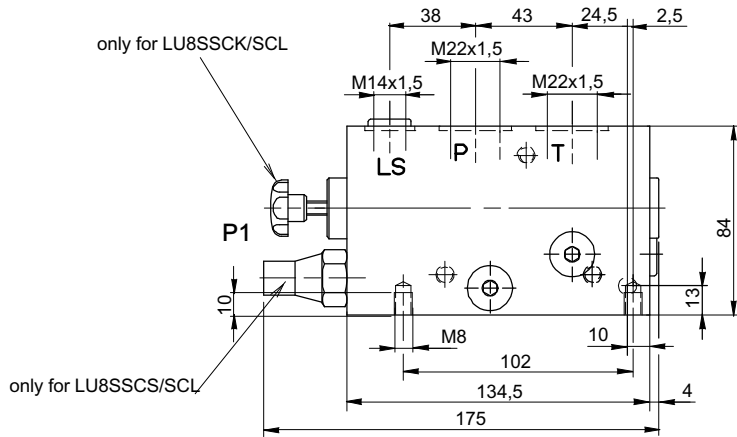 38 43 24,5 2,5
only for LU8SSCK/SCL
M22x1,5
M14x1,5 M22x1,5
LS P T
P1
84
10
13
M8 10
102
only for LU8SSCS/SCL
134,5 4
175